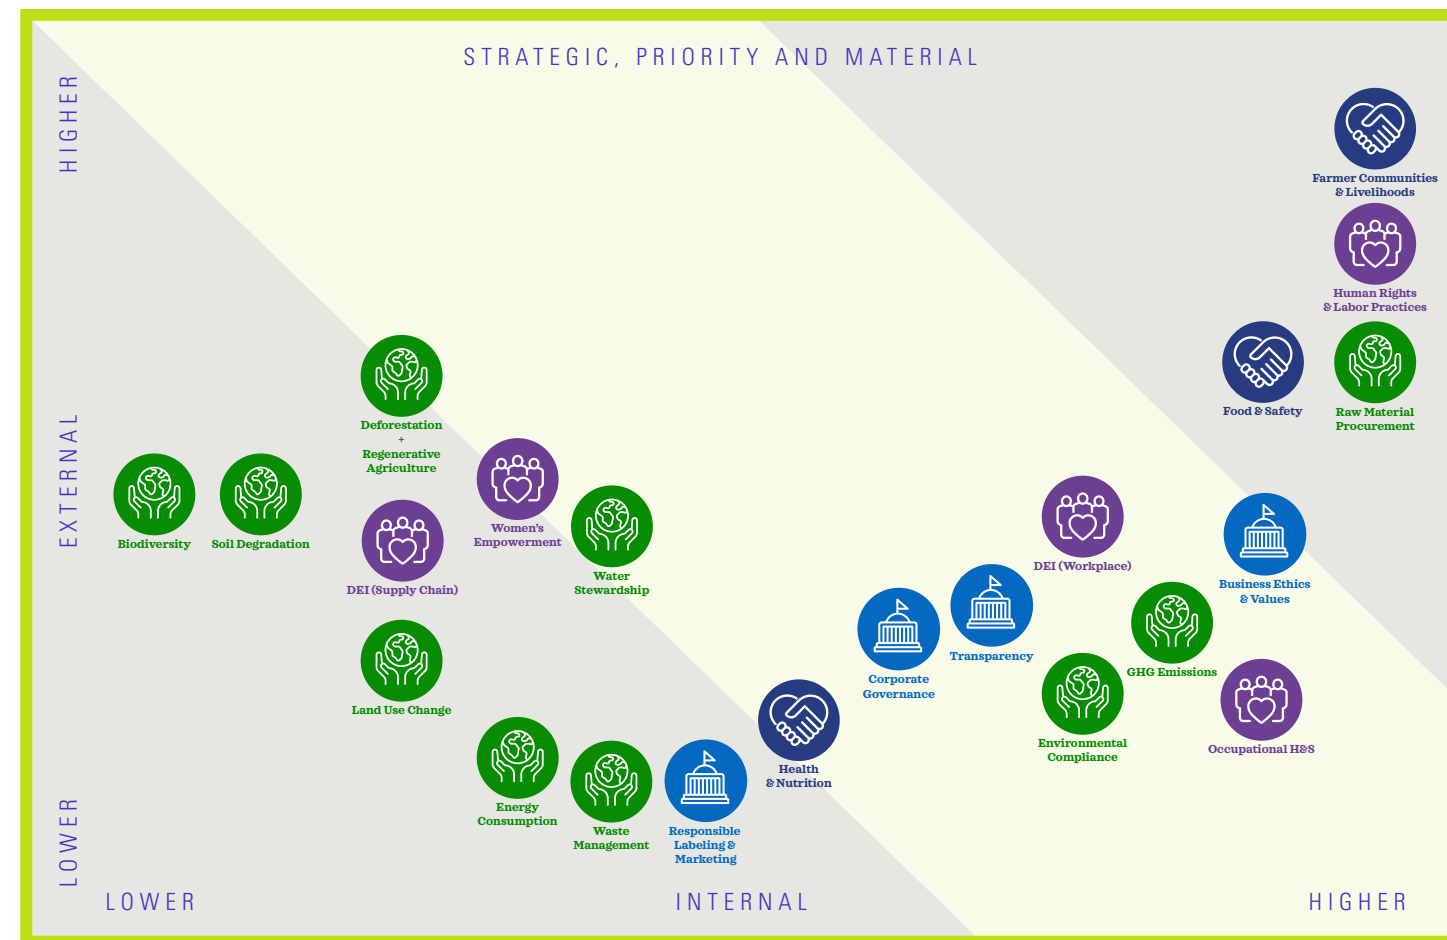 STRATEGIC, PRIORITY AND MATERIAL
HIGHER
EXTERNAL
LOWER
Farmer Communities
& Livelihoods
Human Rights
& Labor Practices
Food & Safety
Raw Material
Procurement
Deforestation
+
Regenerative
Agriculture
Biodiversity
Soil Degradation
Women's
Empowerment
DEI (Supply Chain)
Water
Stewardship
DEI (Workplace)
Business Ethics
& Values
Transparency
Corporate
Governance
GHG Emissions
Land Use Change
Environmental
Compliance
Occupational H&S
Health
& Nutrition
Energy
Consumption
Waste
Management
Responsible
Labeling &
Marketing
LOWER
INTERNAL
HIGHER